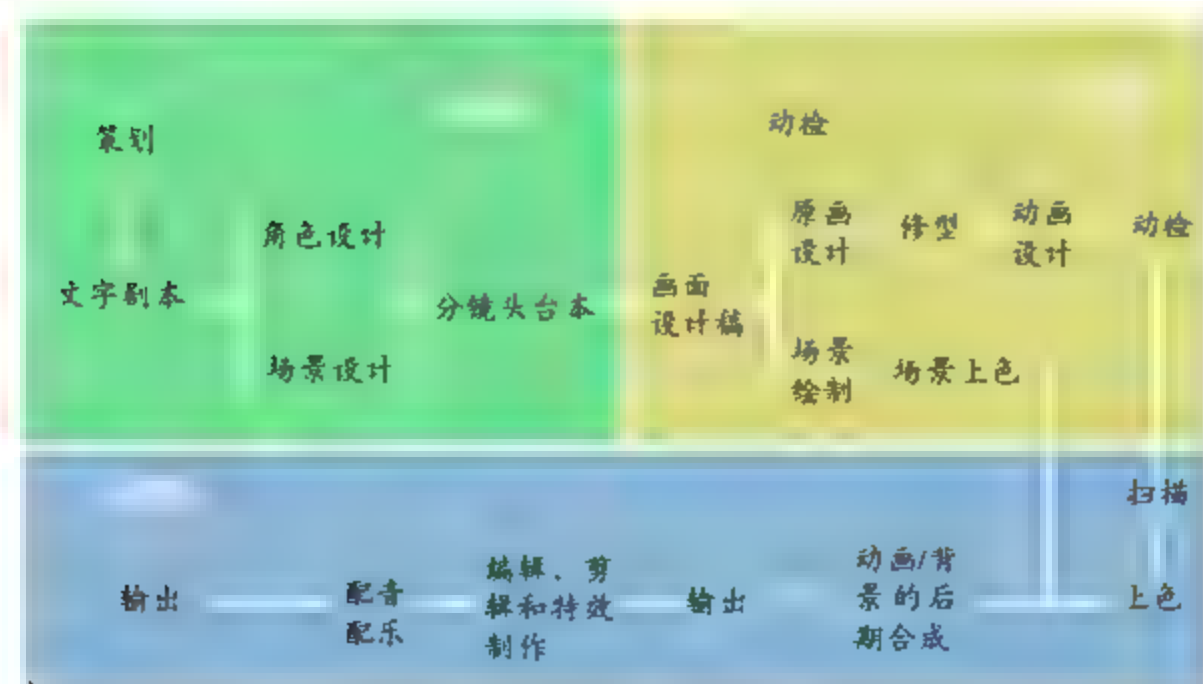 策划
角色设计
文字剧本
分镜头台本
场景设计
动检
原画
设计
修型
动画
设计
动检
画面
设计稿
场景
绘制
场景上色
扫描
上色
动画/背
景的后
期合成
输出
编辑、剪
辑和特效
制作
配音
配乐
输出